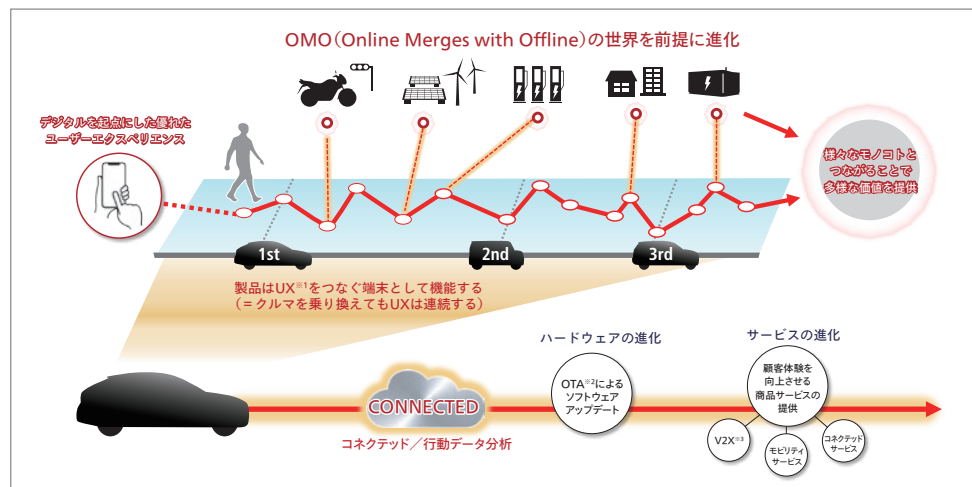 OMO（Online Merges with Offline）の世界を前提に進化
デジタルを起点にした優れた
ユーザーエクスペリエンス
様々なモノコトと
つながることで
多様な価値を提供
1st
2nd
3rd
製品はUX※1をつなぐ端末として機能する
（＝クルマを乗り換えてもUXは連続する）
ハードウェアの進化
サービスの進化
CONNECTED
コネクテッド／行動データ分析
OTA※2による
ソフトウェア
アップデート
顧客体験を
向上させる
商品サービスの
提供
V2X※3
モビリティ
サービス
コネクテッド
サービス